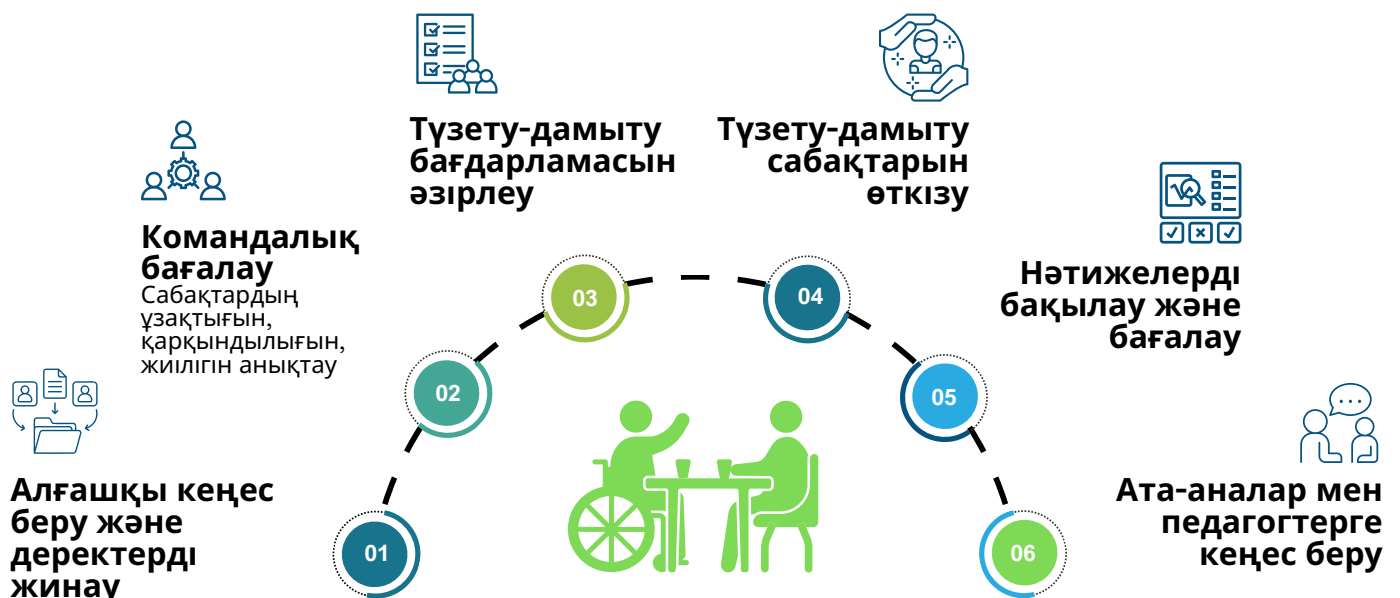 01
Алғашқы кеңес
беру және
деректерді
жинау
02
Командалық
бағалау
Сабақтардың
ұзақтығын,
қарқындылығын,
жиілігін анықтау
03
Түзету-дамыту
бағдарламасын
әзірлеу
04
Түзету-дамыту
сабақтарын
өткізу
05
Нәтижелерді
бақылау және
бағалау
06
Ата-аналар мен
педагогтерге
кеңес беру